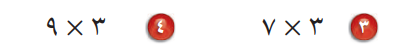 ٣ ٧ × ٣ ٤ ٩ × ٣